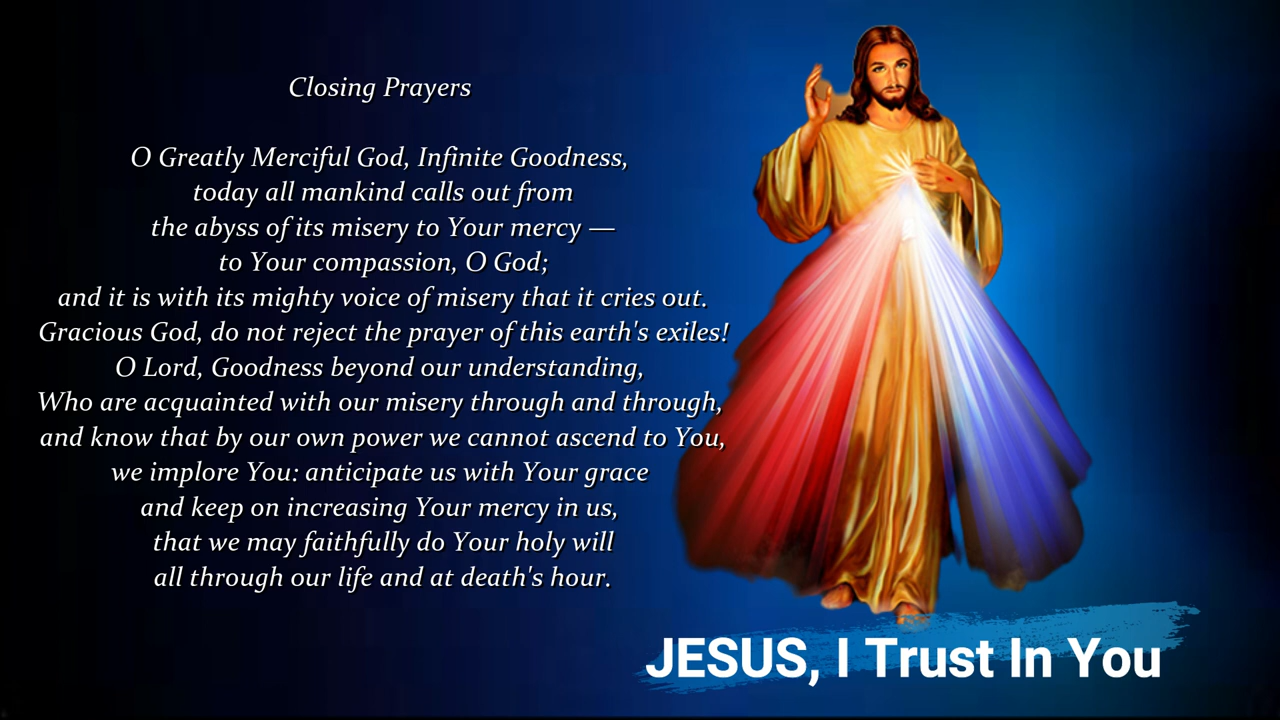 Closing Prayers
O Greatly Merciful God, Infinite Goodness,
today all mankind calls out from
the abyss of its misery to Your mercy —
to Your compassion, O God;
and it is with its mighty voice of misery that it cries out.
Gracious God, do not reject the prayer of this earth's exiles!
O Lord, Goodness beyond our understanding,
Who are acquainted with our misery through and through,
and know that by our own power we cannot ascend to You,
we implore You: anticipate us with Your grace
and keep on increasing Your mercy in us,
that we may faithfully do Your holy will
all through our life and at death's hour.
JESUS, I Trust In You